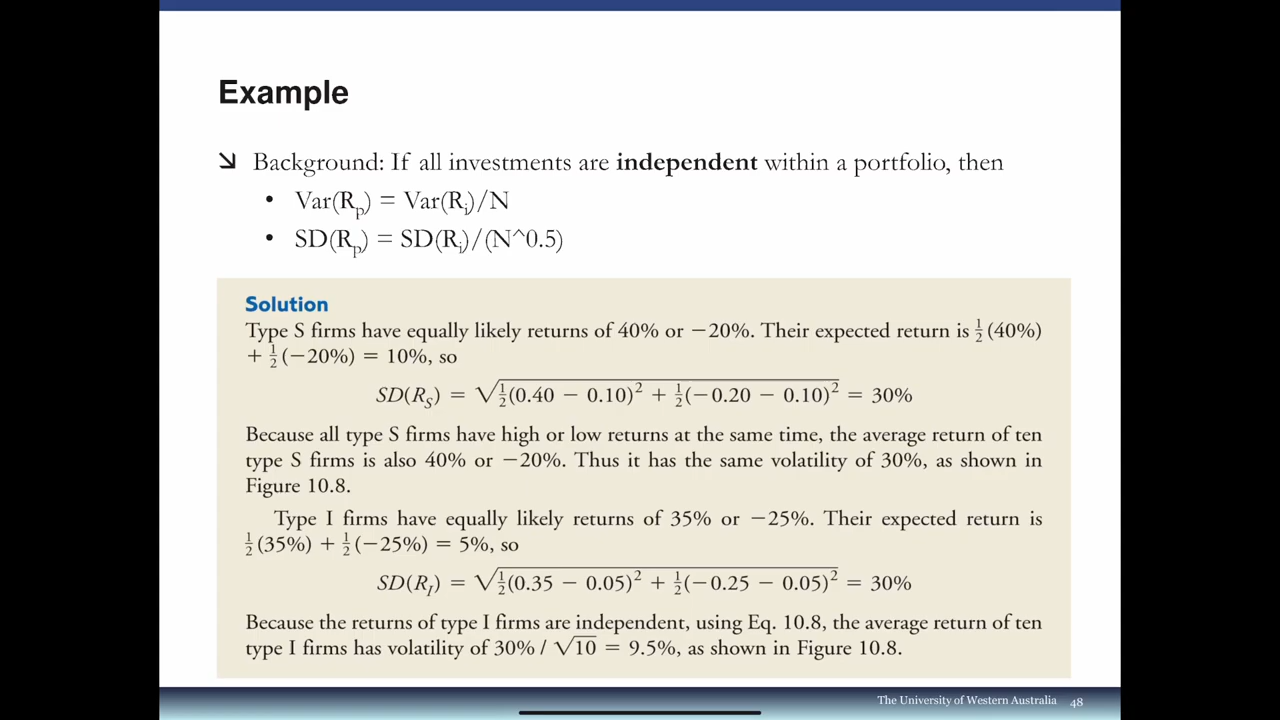 Example
Background: If all investments are independent within a portfolio, then
• Var(Rp) = Var(Ri)/N
• SD(Rp) = SD(Ri)/(N^0.5)
Solution
Type S firms have equally likely returns of 40% or −20%. Their expected return is ½(40%)
+ ½(−20%) = 10%, so
SD(R_S) = √(½(0.40 − 0.10)² + ½(−0.20 − 0.10)²) = 30%
Because all type S firms have high or low returns at the same time, the average return of ten
type S firms is also 40% or −20%. Thus it has the same volatility of 30%, as shown in
Figure 10.8.
Type I firms have equally likely returns of 35% or −25%. Their expected return is
½(35%) + ½(−25%) = 5%, so
SD(R_I) = √(½(0.35 − 0.05)² + ½(−0.25 − 0.05)²) = 30%
Because the returns of type I firms are independent, using Eq. 10.8, the average return of ten
type I firms has volatility of 30% / √10 = 9.5%, as shown in Figure 10.8.
The University of Western Australia 48